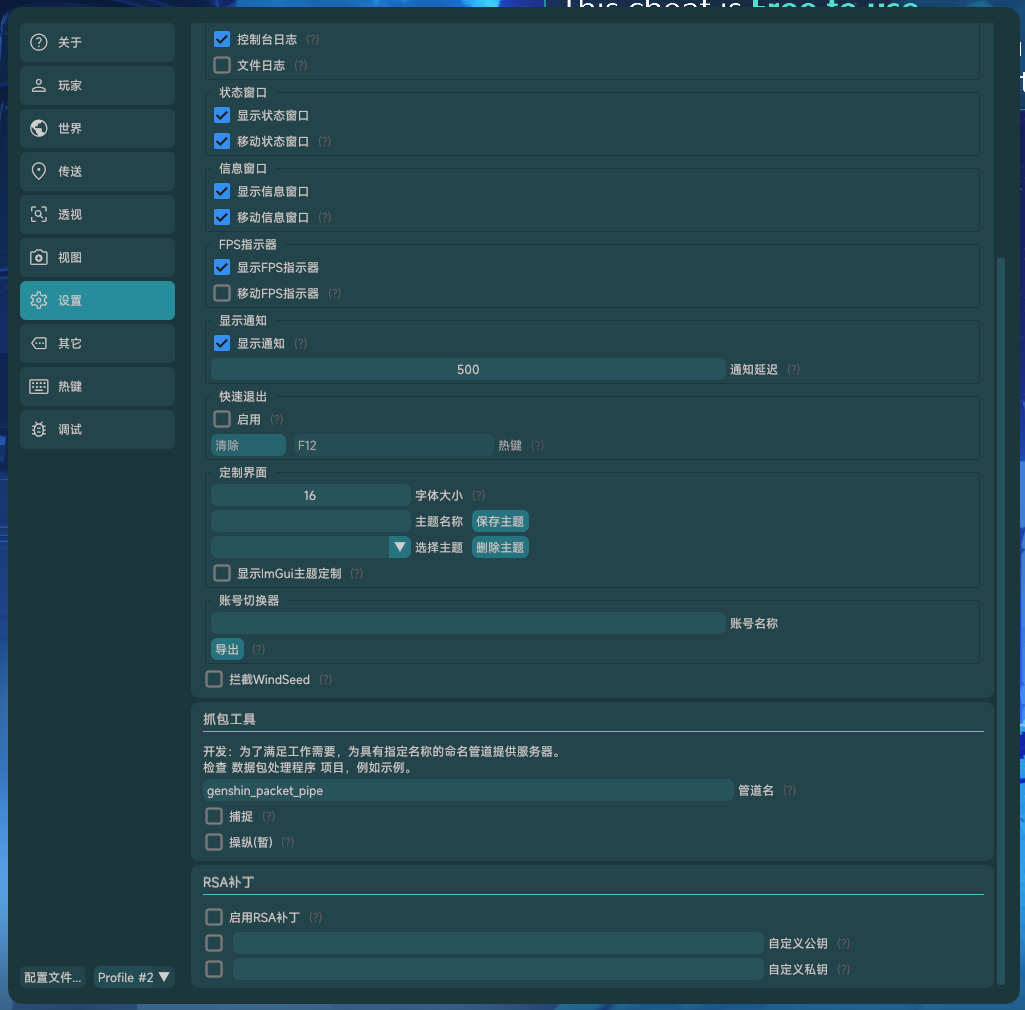 This cheat is Free to use
关于
玩家
世界
传送
透视
视图
设置
其它
热键
调试
配置文件... Profile #2
控制台日志 (?)
文件日志 (?)
状态窗口
显示状态窗口
移动状态窗口 (?)
信息窗口
显示信息窗口
移动信息窗口 (?)
FPS指示器
显示FPS指示器
移动FPS指示器 (?)
显示通知
显示通知 (?)
500 通知延迟 (?)
快速退出
启用 (?)
清除 F12 热键 (?)
定制界面
16 字体大小 (?)
主题名称 保存主题
选择主题 删除主题
显示ImGui主题定制 (?)
账号切换器
账号名称
导出 (?)
拦截WindSeed (?)
抓包工具
开发：为了满足工作需要，为具有指定名称的命名管道提供服务器。
检查 数据包处理程序 项目，例如示例。
genshin_packet_pipe 管道名 (?)
捕捉 (?)
操纵(暂) (?)
RSA补丁
启用RSA补丁 (?)
自定义公钥 (?)
自定义私钥 (?)